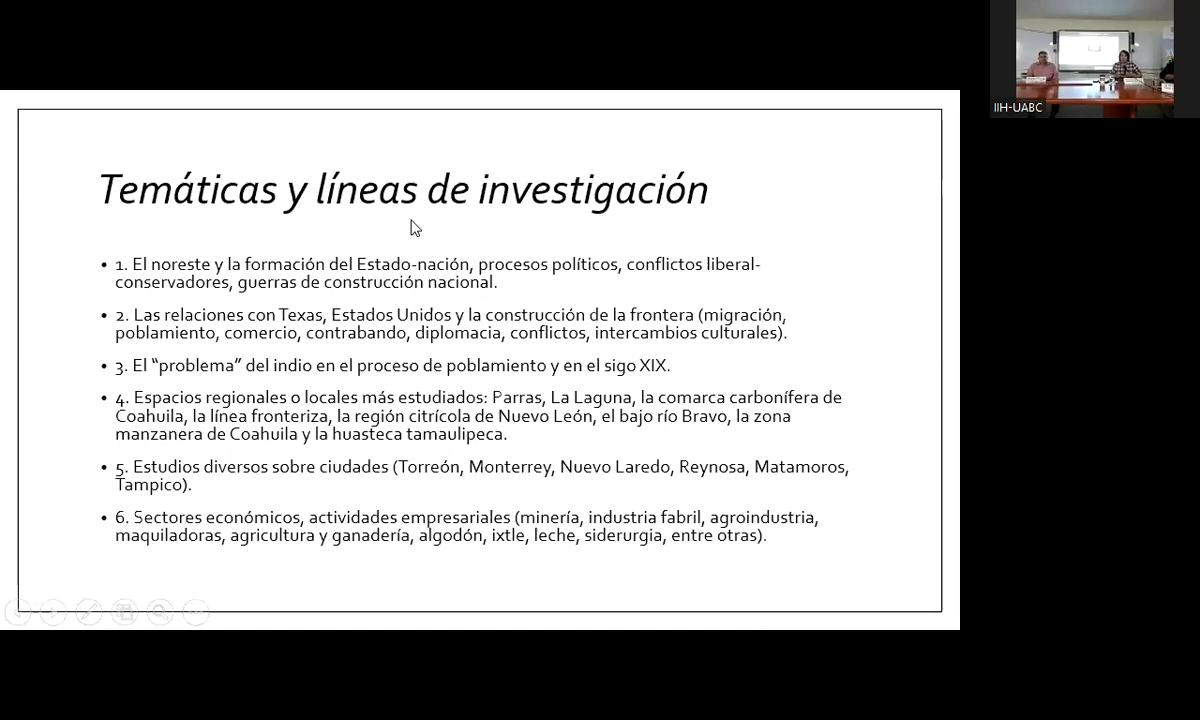 Temáticas y líneas de investigación
• 1. El noreste y la formación del Estado-nación, procesos políticos, conflictos liberal-
conservadores, guerras de construcción nacional.
• 2. Las relaciones con Texas, Estados Unidos y la construcción de la frontera (migración,
poblamiento, comercio, contrabando, diplomacia, conflictos, intercambios culturales).
• 3. El “problema” del indio en el proceso de poblamiento y en el sigo XIX.
• 4. Espacios regionales o locales más estudiados: Parras, La Laguna, la comarca carbonífera de
Coahuila, la línea fronteriza, la región citrícola de Nuevo León, el bajo río Bravo, la zona
manzanera de Coahuila y la huasteca tamaulipeca.
• 5. Estudios diversos sobre ciudades (Torreón, Monterrey, Nuevo Laredo, Reynosa, Matamoros,
Tampico).
• 6. Sectores económicos, actividades empresariales (minería, industria fabril, agroindustria,
maquiladoras, agricultura y ganadería, algodón, ixtle, leche, siderurgia, entre otras).
IIH-UABC